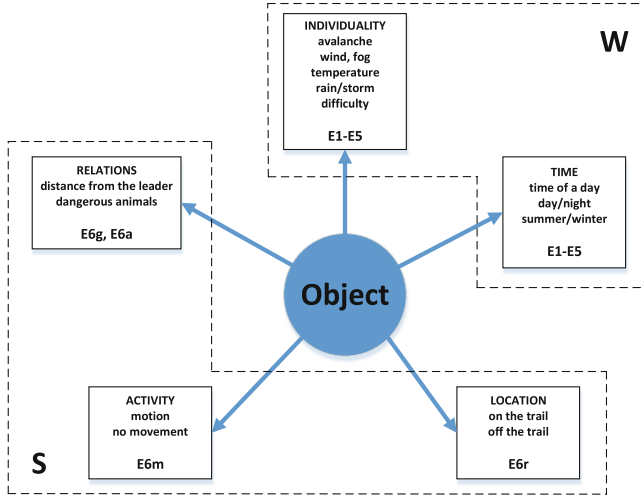 INDIVIDUALITY
avalanche
wind, fog
temperature
rain/storm
difficulty
E1-E5
W
RELATIONS
distance from the leader
dangerous animals
E6g, E6a
TIME
time of a day
day/night
summer/winter
E1-E5
Object
ACTIVITY
motion
no movement
E6m
LOCATION
on the trail
off the trail
E6r
S